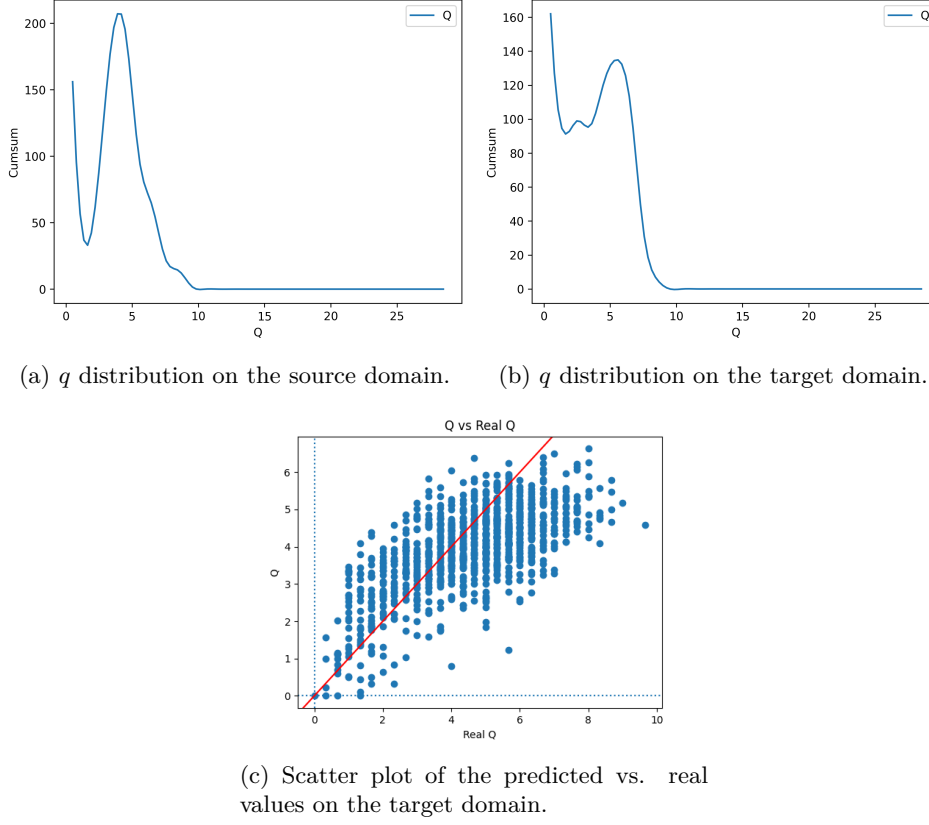 Q
200
150
100
50
0
Cumsum
0 5 10 15 20 25
Q
Q
160
140
120
100
80
60
40
20
0
Cumsum
0 5 10 15 20 25
Q
(a) q distribution on the source domain.
(b) q distribution on the target domain.
Q vs Real Q
6
5
4
3
2
1
0
Q
0 2 4 6 8 10
Real Q
(c) Scatter plot of the predicted vs. real
values on the target domain.